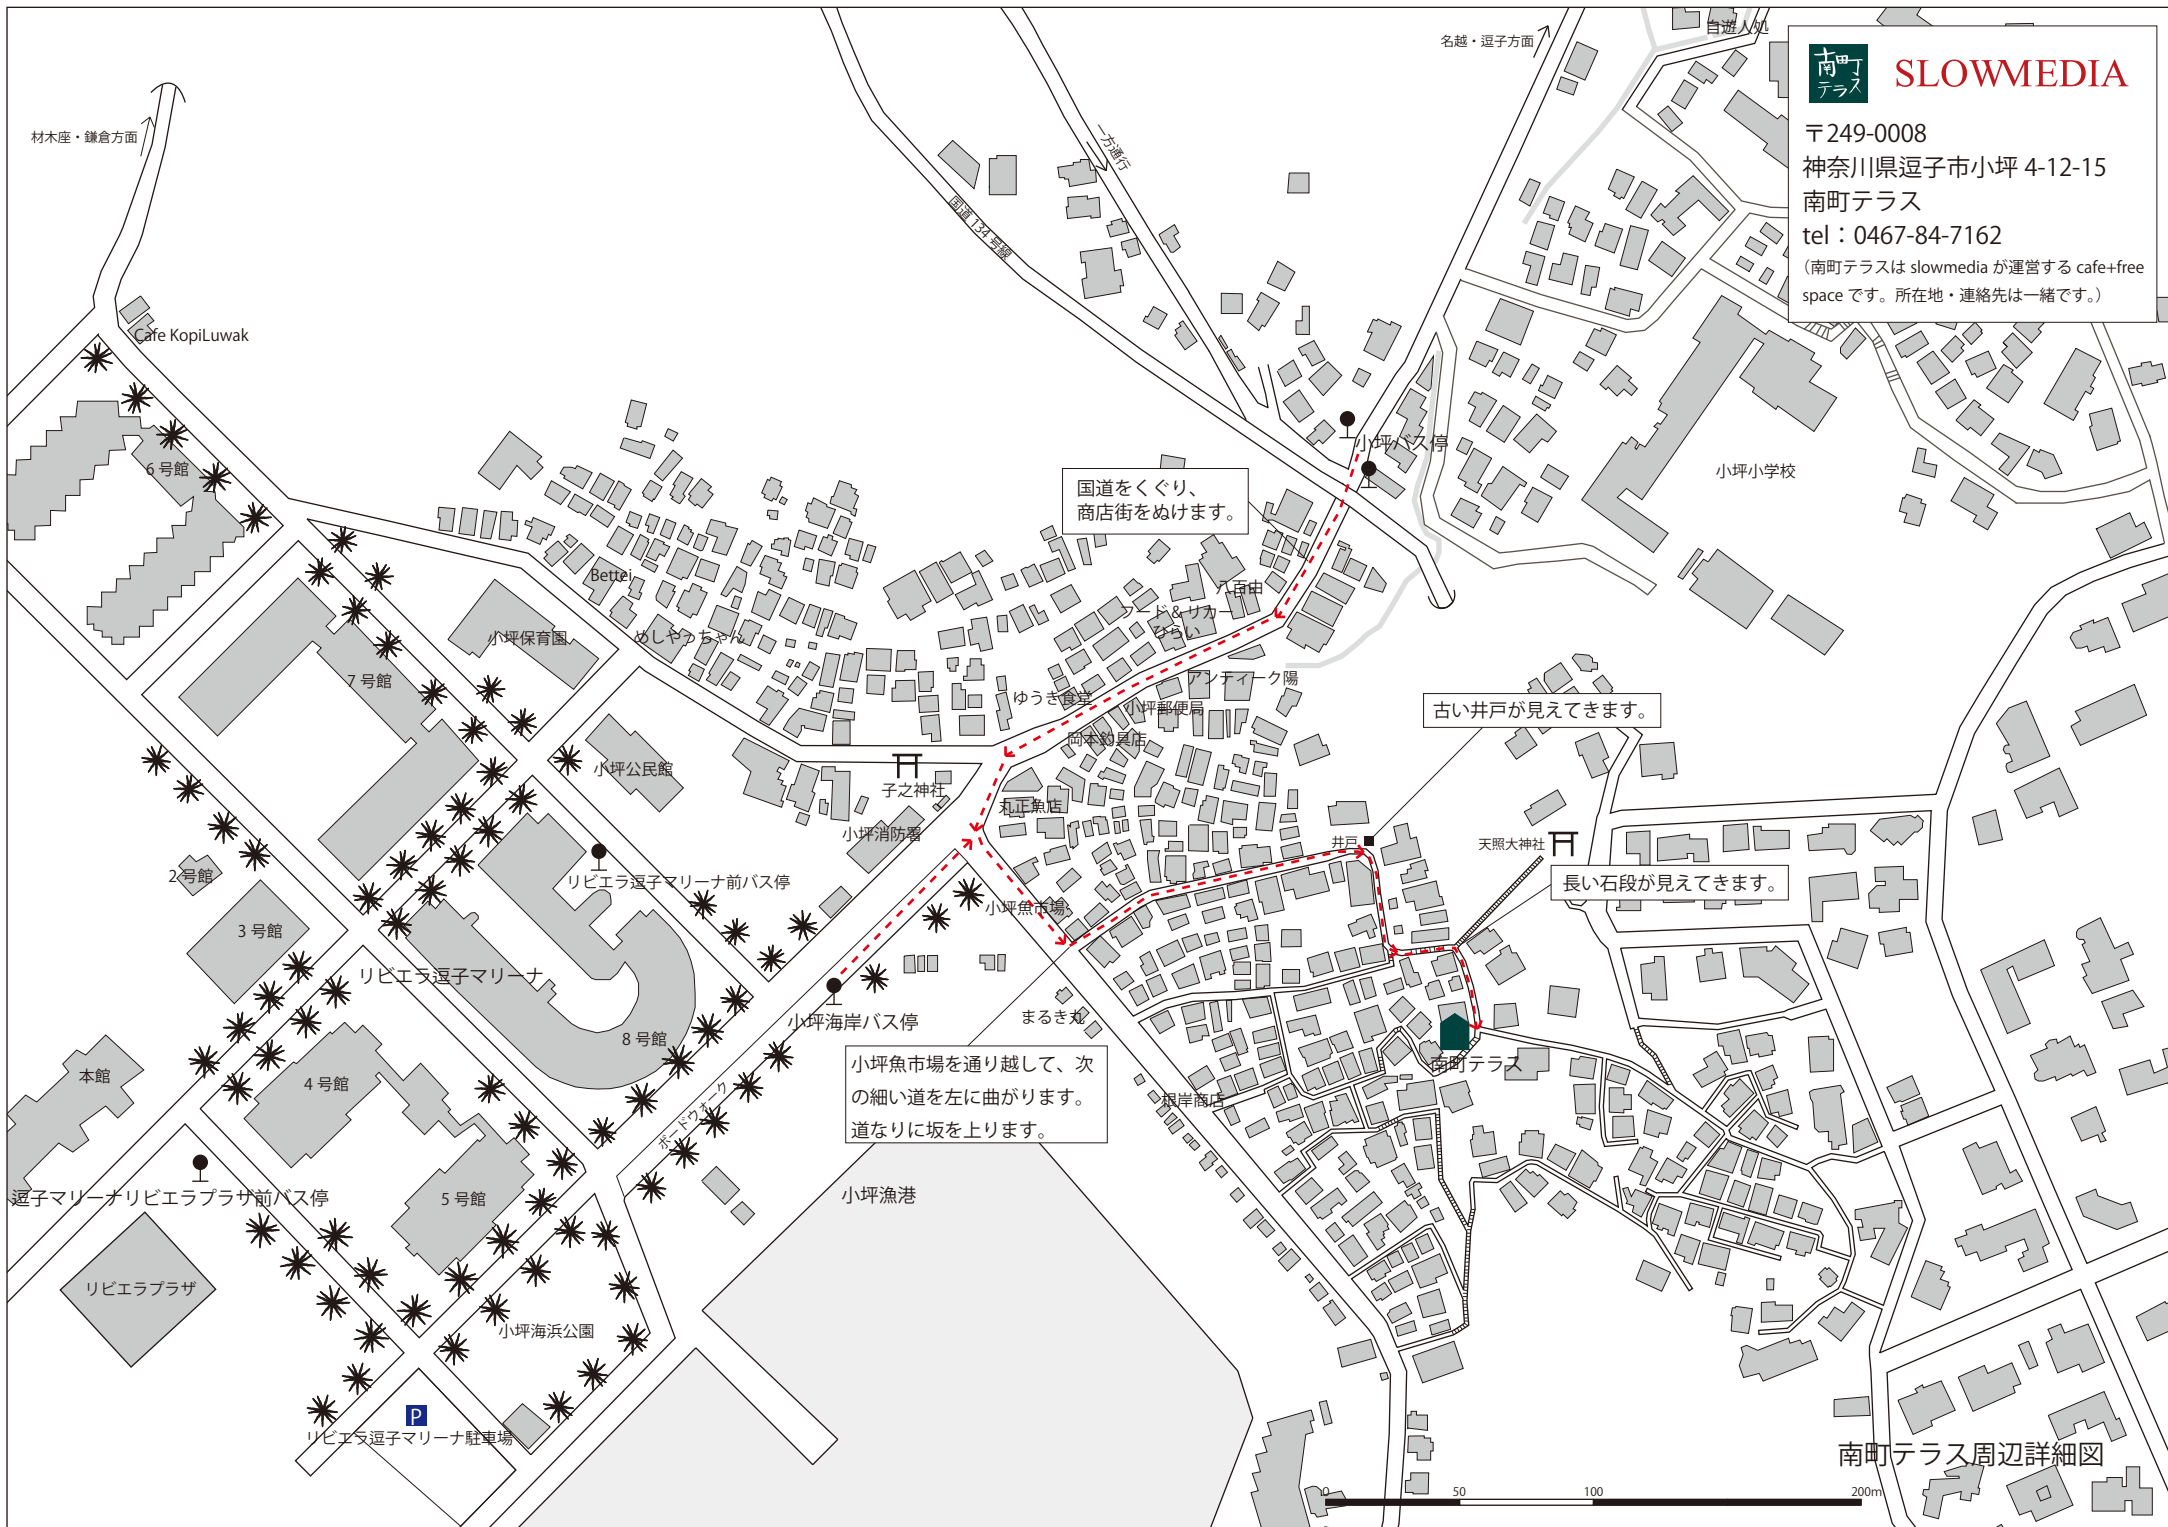 自遊人処
名越・逗子方面
南町
テラス
SLOWMEDIA
〒249-0008
神奈川県逗子市小坪 4-12-15
南町テラス
tel：0467-84-7162
（南町テラスは slowmedia が運営する cafe+free
space です。所在地・連絡先は一緒です。）
材木座・鎌倉方面
一方通行
国道 134 号線
Cafe KopiLuwak
小坪バス停
6 号館
小坪小学校
国道をくぐり、
商店街をぬけます。
Bettei
八百由
フード＆リカー
ひらい
小坪保育園
めしやっちゃん
7 号館
アンティーク陽
ゆうき食堂
小坪郵便局
古い井戸が見えてきます。
岡本釣具店
小坪公民館
子之神社
丸正魚店
小坪消防署
井戸
天照大神社
2 号館
リビエラ逗子マリーナ前バス停
長い石段が見えてきます。
小坪魚市場
3 号館
リビエラ逗子マリーナ
小坪海岸バス停
まるき丸
8 号館
小坪魚市場を通り越して、次
の細い道を左に曲がります。
道なりに坂を上ります。
南町テラス
本館
4 号館
ボードウォーク
根岸商店
逗子マリーナリビエラプラザ前バス停
5 号館
小坪漁港
リビエラプラザ
小坪海浜公園
P
リビエラ逗子マリーナ駐車場
南町テラス周辺詳細図
0
50
100
200m